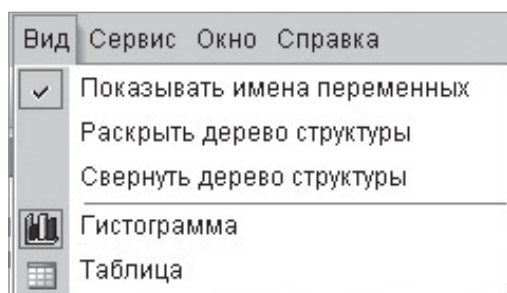 Вид Сервис Окно Справка
Показывать имена переменных
Раскрыть дерево структуры
Свернуть дерево структуры
Гистограмма
Таблица